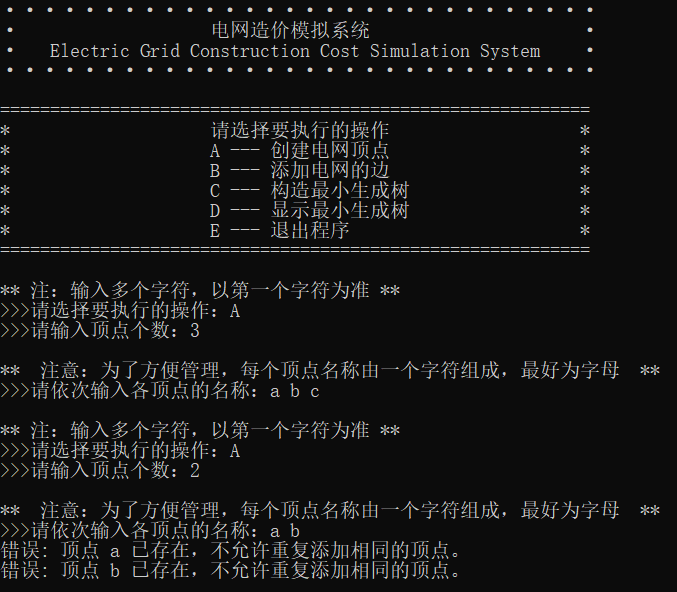 电网造价模拟系统
Electric Grid Construction Cost Simulation System
===========================================================
* 请选择要执行的操作 *
* A --- 创建电网顶点 *
* B --- 添加电网的边 *
* C --- 构造最小生成树 *
* D --- 显示最小生成树 *
* E --- 退出程序 *
===========================================================
** 注: 输入多个字符，以第一个字符为准 **
>>>请选择要执行的操作: A
>>>请输入顶点个数: 3
** 注意: 为了方便管理，每个顶点名称由一个字符组成，最好为字母 **
>>>请依次输入各顶点的名称: a b c
** 注: 输入多个字符，以第一个字符为准 **
>>>请选择要执行的操作: A
>>>请输入顶点个数: 2
** 注意: 为了方便管理，每个顶点名称由一个字符组成，最好为字母 **
>>>请依次输入各顶点的名称: a b
错误: 顶点 a 已存在，不允许重复添加相同的顶点。
错误: 顶点 b 已存在，不允许重复添加相同的顶点。